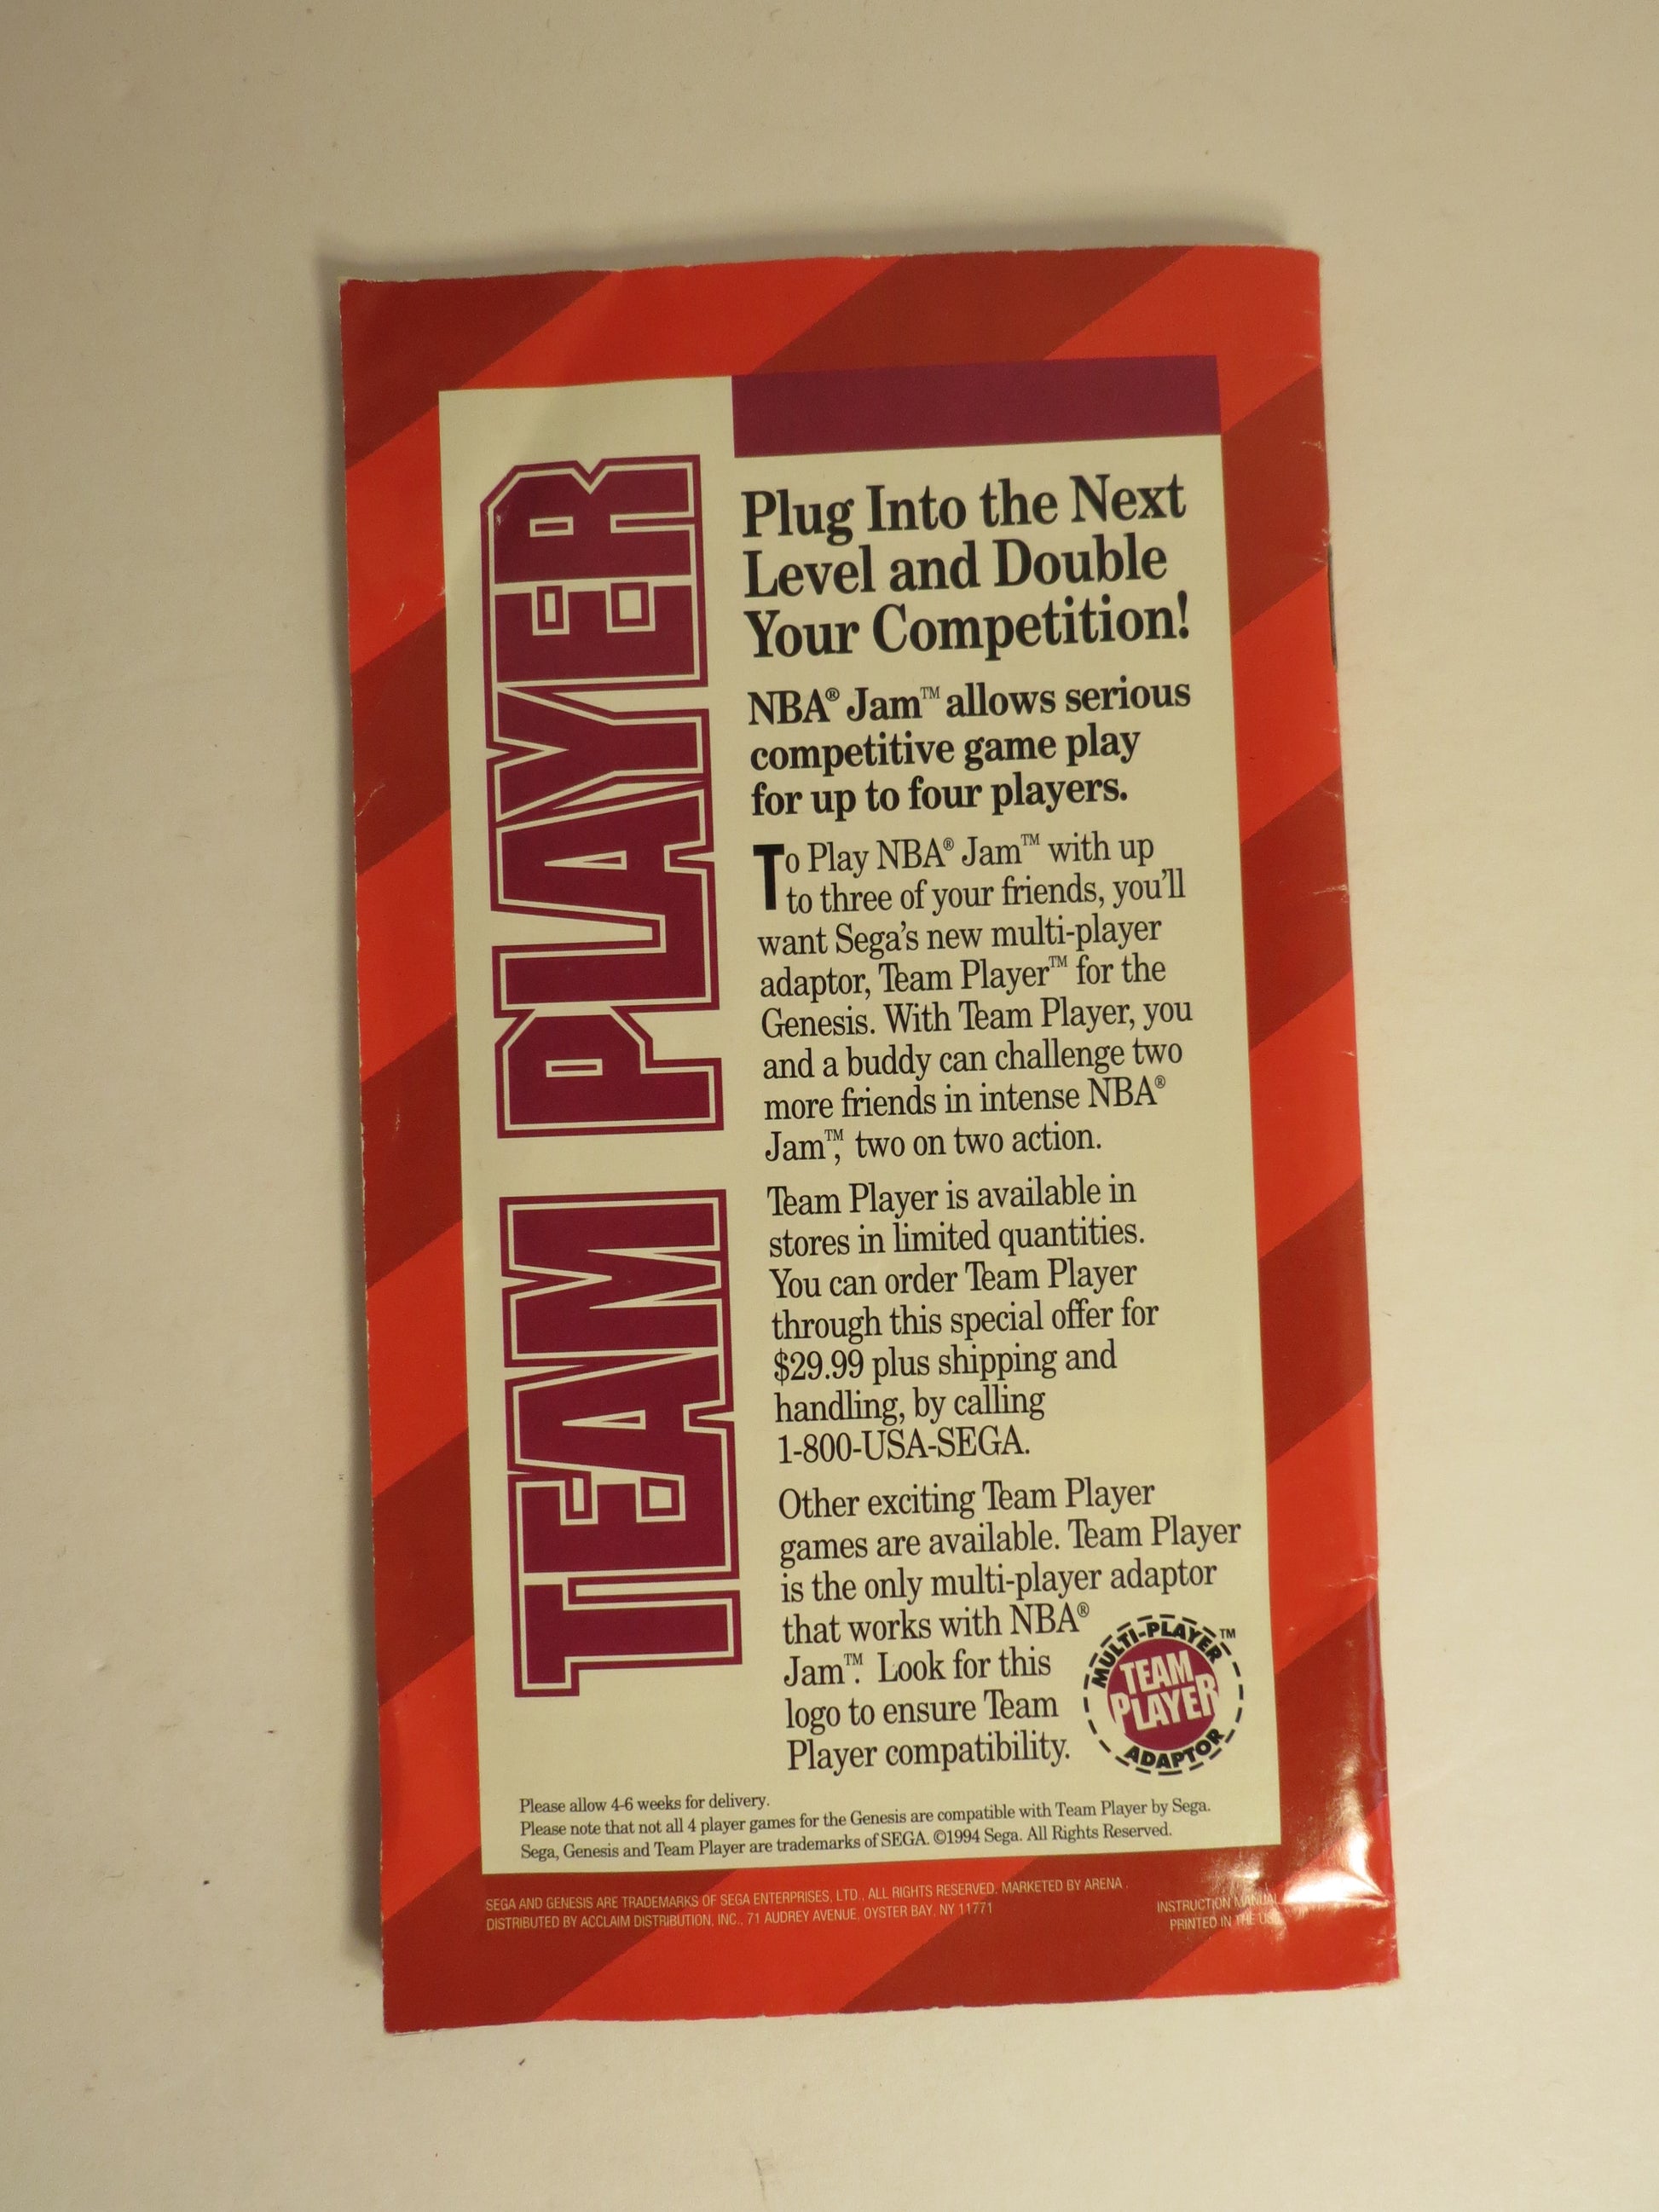 TEAM PLAYER
Plug Into the Next
Level and Double
Your Competition!
NBA® Jam™ allows serious
competitive game play
for up to four players.
To Play NBA® Jam™ with up
to three of your friends, you'll
want Sega's new multi-player
adaptor, Team Player™ for the
Genesis. With Team Player, you
and a buddy can challenge two
more friends in intense NBA®
Jam™, two on two action.
Team Player is available in
stores in limited quantities.
You can order Team Player
through this special offer for
$29.99 plus shipping and
handling, by calling
1-800-USA-SEGA.
Other exciting Team Player
games are available. Team Player
is the only multi-player adaptor
that works with NBA®
Jam™. Look for this
logo to ensure Team
Player compatibility.
MULTI-PLAYER ™
TEAM
PLAYER
ADAPTOR
Please allow 4-6 weeks for delivery.
Please note that not all 4 player games for the Genesis are compatible with Team Player by Sega.
Sega, Genesis and Team Player are trademarks of SEGA. ©1994 Sega. All Rights Reserved.
SEGA AND GENESIS ARE TRADEMARKS OF SEGA ENTERPRISES, LTD., ALL RIGHTS RESERVED. MARKETED BY ARENA.
DISTRIBUTED BY ACCLAIM DISTRIBUTION, INC., 71 AUDREY AVENUE, OYSTER BAY, NY 11771
INSTRUCTION MANUAL
PRINTED IN THE